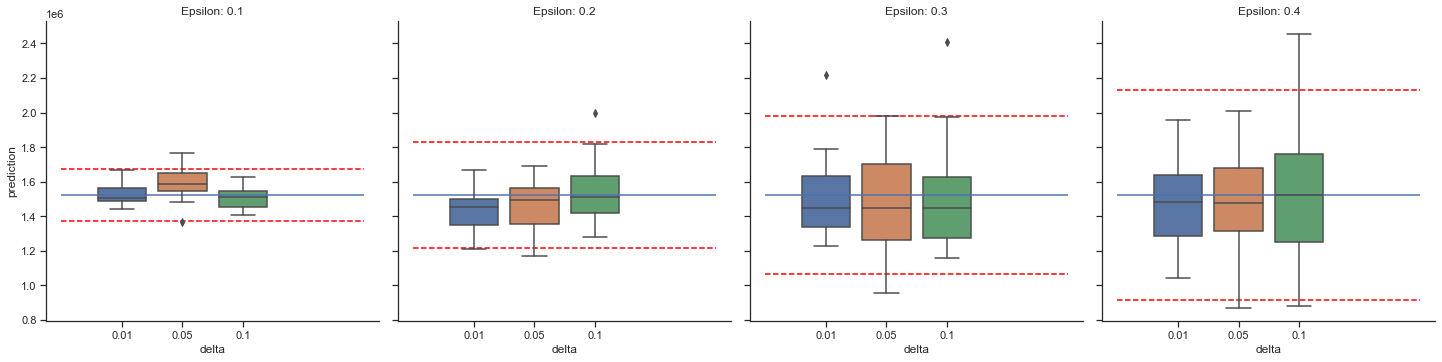 1e6
Epsilon: 0.1
Epsilon: 0.2
Epsilon: 0.3
Epsilon: 0.4
2.4
2.2
2.0
1.8
1.6
1.4
1.2
1.0
0.8
prediction
0.01 0.05 0.1
0.01 0.05 0.1
0.01 0.05 0.1
0.01 0.05 0.1
delta
delta
delta
delta